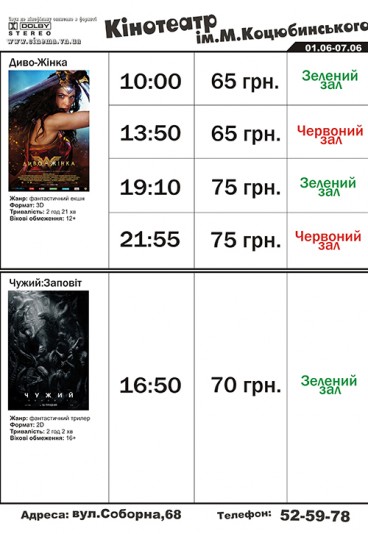 DOLBY
STEREO
www.cinema.vn.ua
Кінотеатр
ім.М.Коцюбинського
01.06-07.06
Диво-Жінка
ДИВОЖІНКА
Жанр: фантастичний екшн
Формат: 3D
Тривалість: 2 год 21 хв
Вікові обмеження: 12+
10:00 65 грн. Зелений зал
13:50 65 грн. Червоний зал
19:10 75 грн. Зелений зал
21:55 75 грн. Червоний зал
Чужий:Заповіт
ЧУЖИЙ
Жанр: фантастичний трилер
Формат: 2D
Тривалість: 2 год 2 хв
Вікові обмеження: 16+
16:50 70 грн. Зелений зал
Адреса: вул.Соборна,68 Телефон: 52-59-78